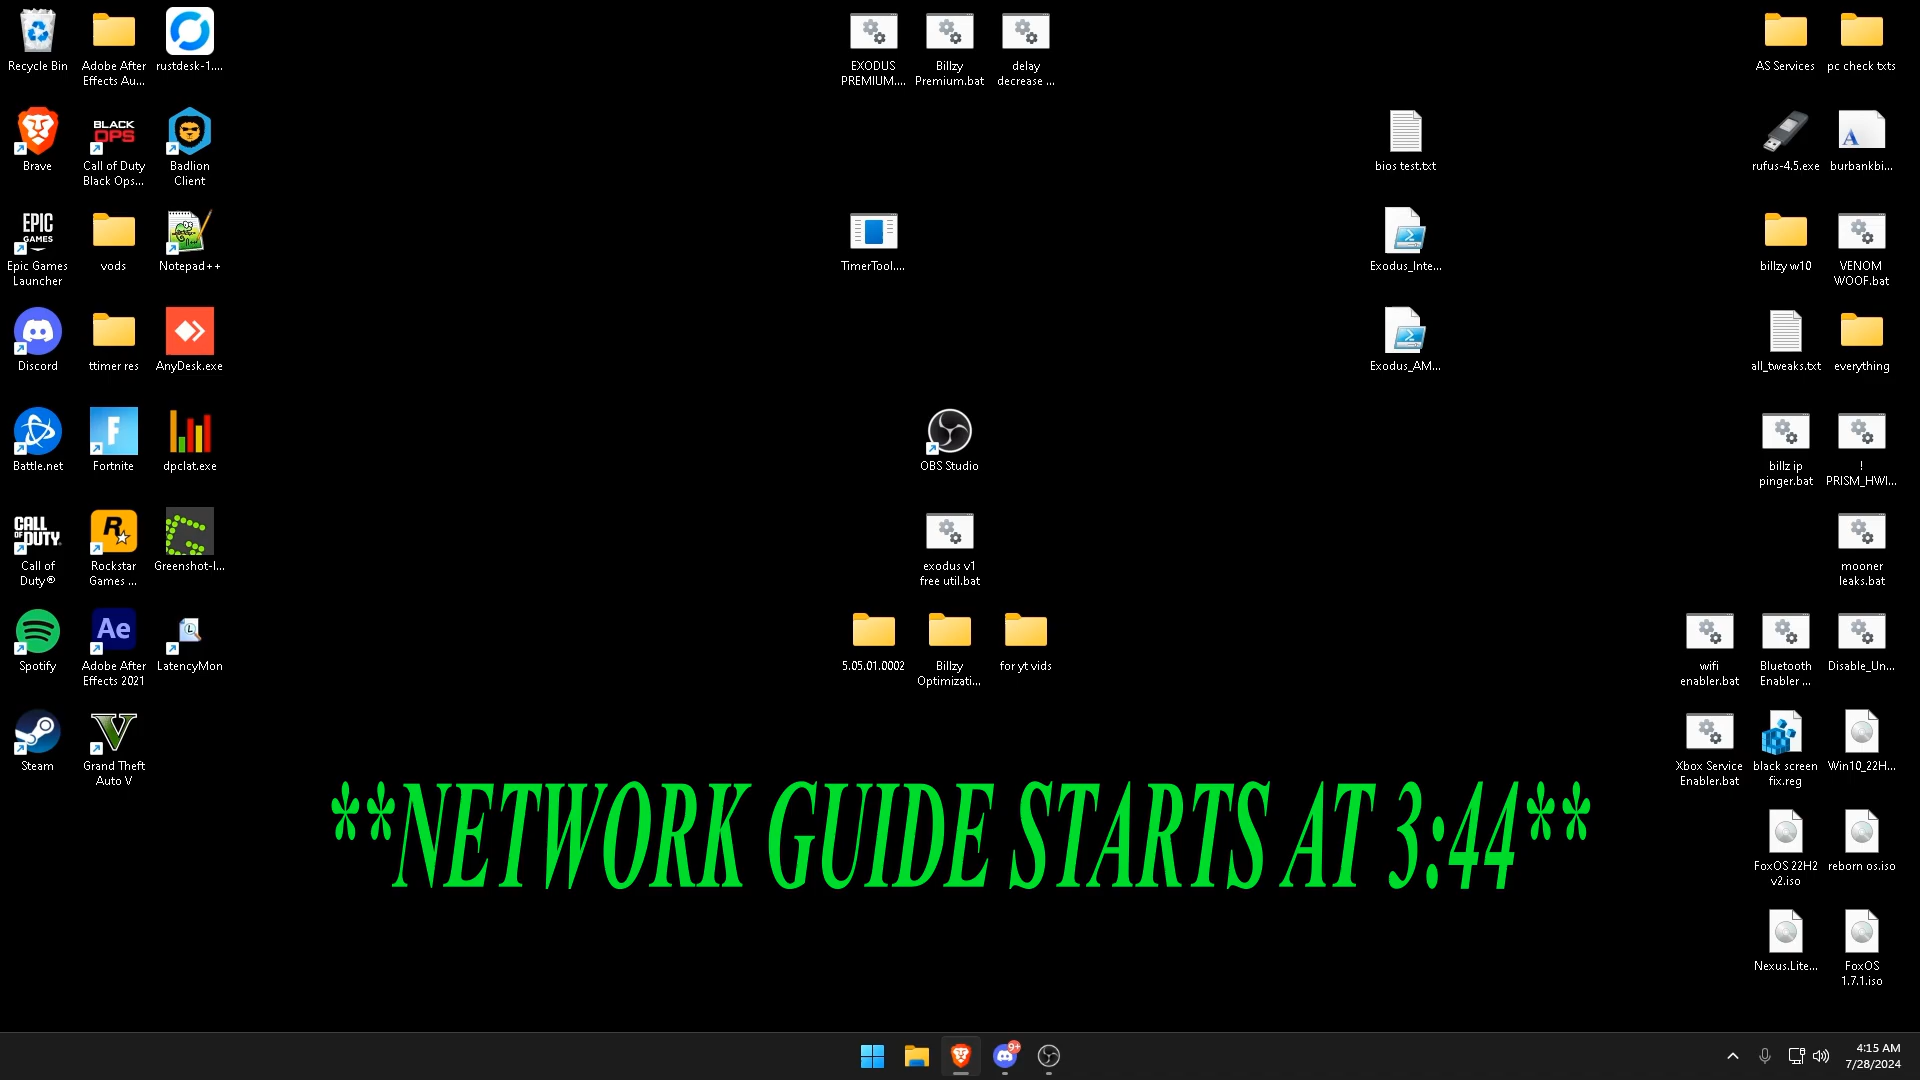 Recycle Bin
Adobe After
Effects Au...
rustdesk-1....
EXODUS
PREMIUM....
Billzy
Premium.bat
delay
decrease ...
AS Services
pc check txts
Brave
BLACK
OPS
Call of Duty
Black Ops...
Badlion
Client
bios test.txt
rufus-4.5.exe
A
burbankbi...
EPIC
GAMES
Epic Games
Launcher
vods
Notepad++
TimerTool....
Exodus_Inte...
billzy w10
VENOM
WOOF.bat
Discord
ttimer res
AnyDesk.exe
Exodus_AM...
all_tweaks.txt
everything
Battle.net
F
Fortnite
dpclat.exe
OBS Studio
billz ip
pinger.bat
!
PRISM_HWI...
CALL
OF DUTY
Call of
Duty®
R
Rockstar
Games ...
G
Greenshot-I...
exodus v1
free util.bat
mooner
leaks.bat
Spotify
Ae
Adobe After
Effects 2021
L
LatencyMon
5.05.01.0002
Billzy
Optimizati...
for yt vids
wifi
enabler.bat
Bluetooth
Enabler ...
Disable_Un...
Steam
V
Grand Theft
Auto V
Xbox Service
Enabler.bat
black screen
fix.reg
Win10_22H...
**NETWORK GUIDE STARTS AT 3:44**
FoxOS 22H2
v2.iso
reborn os.iso
Nexus.Lite...
FoxOS
1.7.1.iso
9+
4:15 AM
7/28/2024